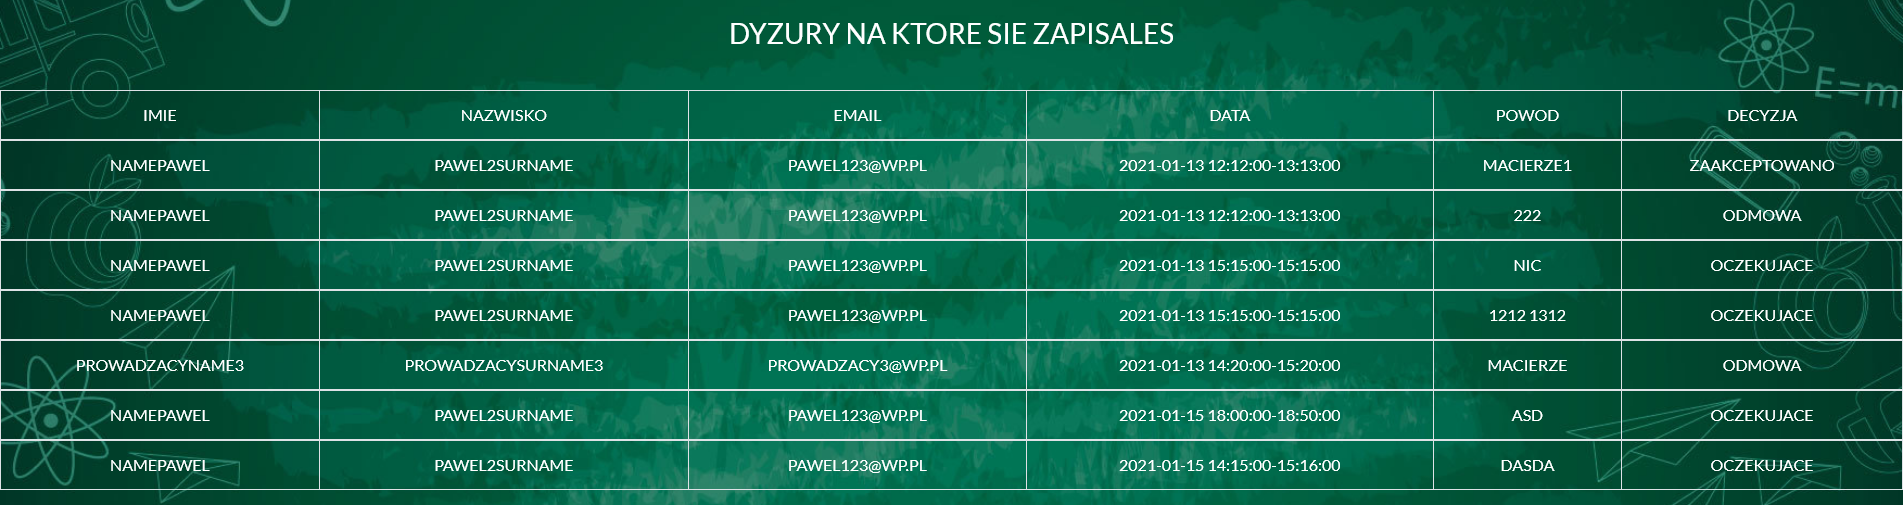 DYZURY NA KTORE SIE ZAPISALES
E=m
IMIE NAZWISKO EMAIL DATA POWOD DECYZJA
NAMEPAWEL PAWEL2SURNAME PAWEL123@WP.PL 2021-01-13 12:12:00-13:13:00 MACIERZE1 ZAAKCEPTOWANO
NAMEPAWEL PAWEL2SURNAME PAWEL123@WP.PL 2021-01-13 12:12:00-13:13:00 222 ODMOWA
NAMEPAWEL PAWEL2SURNAME PAWEL123@WP.PL 2021-01-13 15:15:00-15:15:00 NIC OCZEKUJACE
NAMEPAWEL PAWEL2SURNAME PAWEL123@WP.PL 2021-01-13 15:15:00-15:15:00 1212 1312 OCZEKUJACE
PROWADZACYNAME3 PROWADZACYSURNAME3 PROWADZACY3@WP.PL 2021-01-13 14:20:00-15:20:00 MACIERZE ODMOWA
NAMEPAWEL PAWEL2SURNAME PAWEL123@WP.PL 2021-01-15 18:00:00-18:50:00 ASD OCZEKUJACE
NAMEPAWEL PAWEL2SURNAME PAWEL123@WP.PL 2021-01-15 14:15:00-15:16:00 DASDA OCZEKUJACE